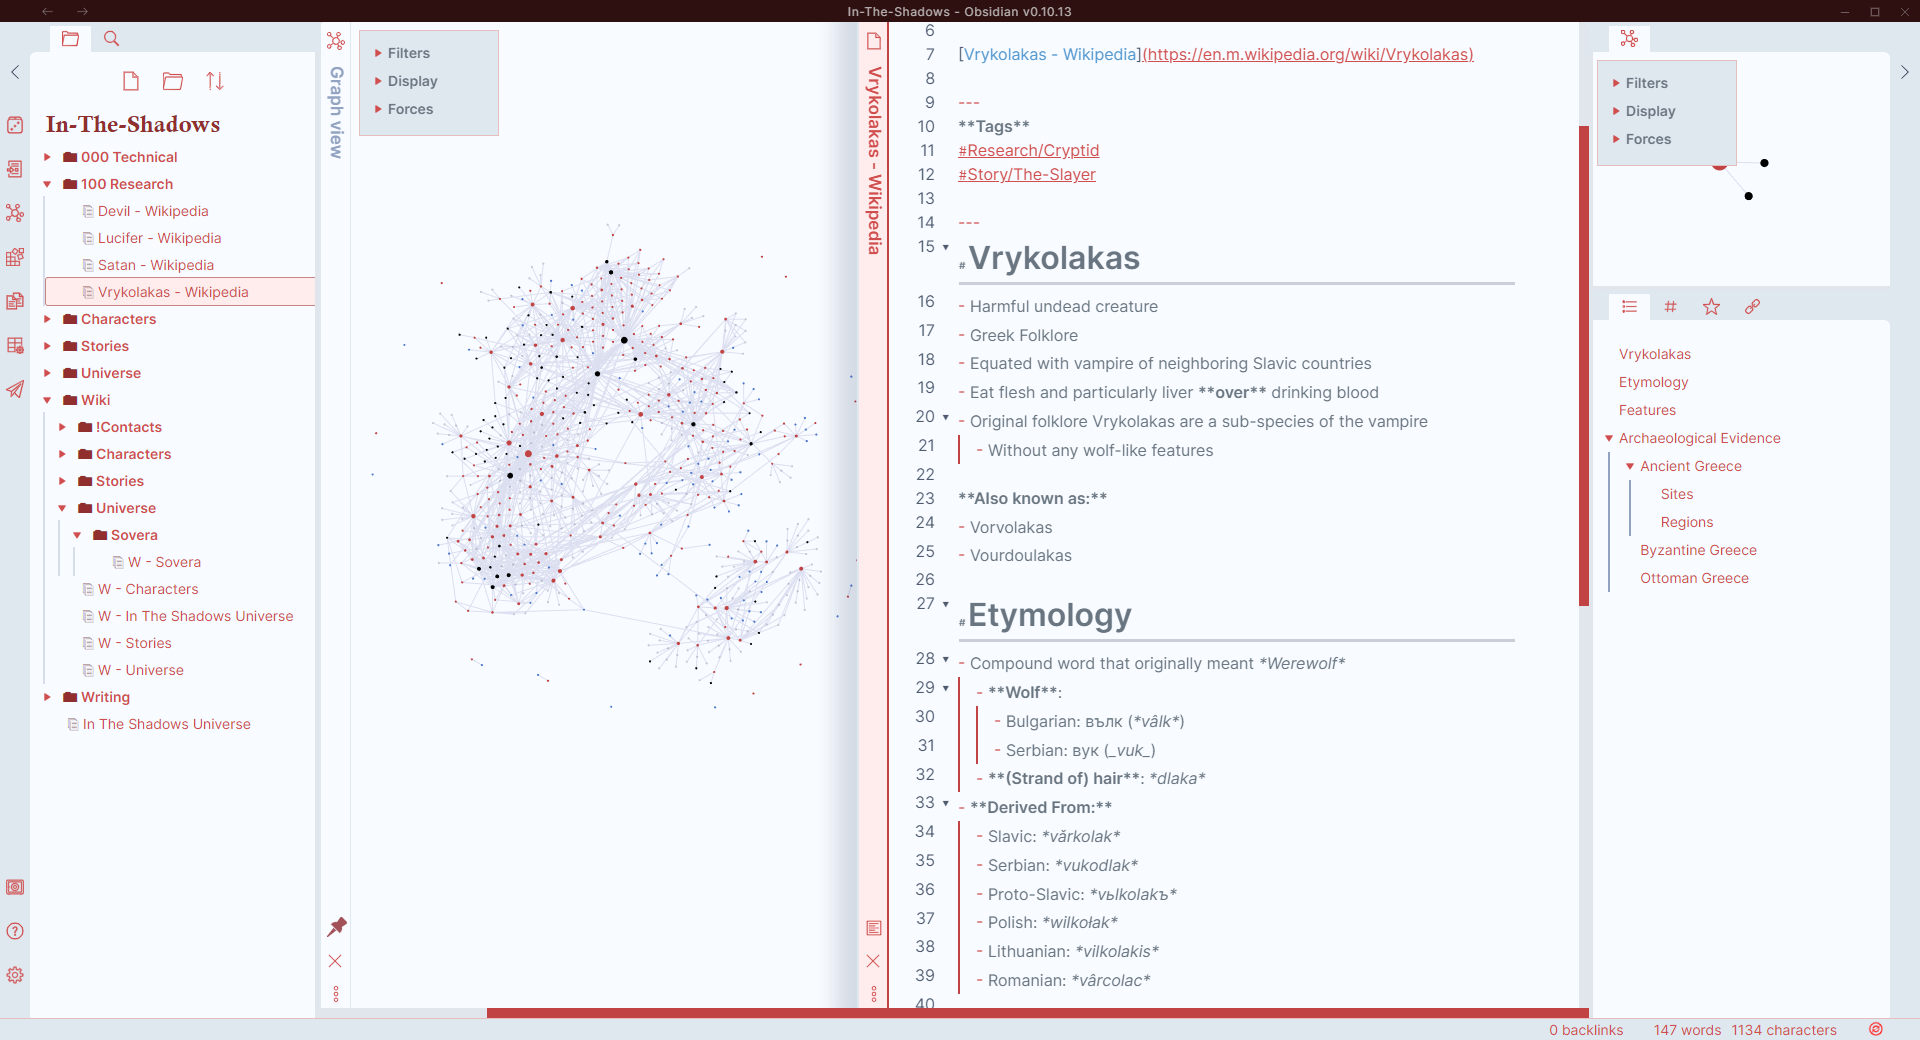 In-The-Shadows - Obsidian v0.10.13
In-The-Shadows
000 Technical
100 Research
Devil - Wikipedia
Lucifer - Wikipedia
Satan - Wikipedia
Vrykolakas - Wikipedia
Characters
Stories
Universe
Wiki
!Contacts
Characters
Stories
Universe
Sovera
W - Sovera
W - Characters
W - In The Shadows Universe
W - Stories
W - Universe
Writing
In The Shadows Universe
Graph view
Filters
Display
Forces
Vrykolakas - Wikipedia
6
7 [Vrykolakas - Wikipedia](https://en.m.wikipedia.org/wiki/Vrykolakas)
8
9 ---
10 **Tags**
11 #Research/Cryptid
12 #Story/The-Slayer
13
14 ---
15 # Vrykolakas
16 - Harmful undead creature
17 - Greek Folklore
18 - Equated with vampire of neighboring Slavic countries
19 - Eat flesh and particularly liver **over** drinking blood
20 - Original folklore Vrykolakas are a sub-species of the vampire
21 - Without any wolf-like features
22
23 **Also known as:**
24 - Vorvolakas
25 - Vourdoulakas
26
27 # Etymology
28 - Compound word that originally meant *Werewolf*
29 - **Wolf**:
30 - Bulgarian: вълк (*vâlk*)
31 - Serbian: вук (_vuk_)
32 - **(Strand of) hair**: *dlaka*
33 - **Derived From:**
34 - Slavic: *vărkolak*
35 - Serbian: *vukodlak*
36 - Proto-Slavic: *vьlkolakъ*
37 - Polish: *wilkołak*
38 - Lithuanian: *vilkolakis*
39 - Romanian: *vârcolac*
40
Filters
Display
Forces
Vrykolakas
Etymology
Features
Archaeological Evidence
Ancient Greece
Sites
Regions
Byzantine Greece
Ottoman Greece
0 backlinks 147 words 1134 characters